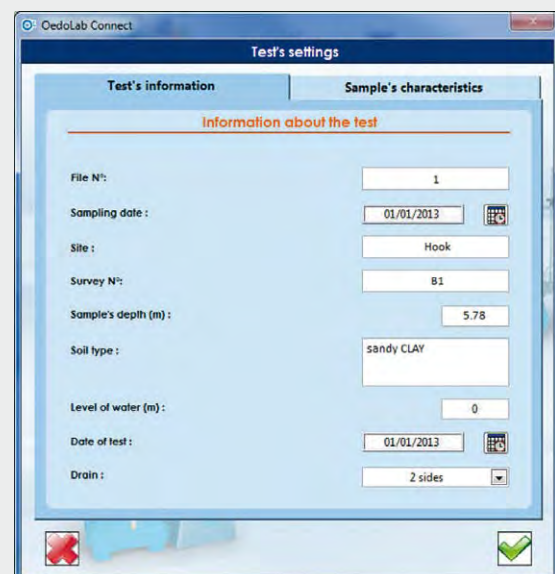 OedoLab Connect
Test's settings
Test's information
Sample's characteristics
Information about the test
File N°:
1
Sampling date :
01/01/2013
Site :
Hook
Survey N°:
B1
Sample's depth (m) :
5.78
Soil type :
sandy CLAY
Level of water (m) :
0
Date of test :
01/01/2013
Drain :
2 sides